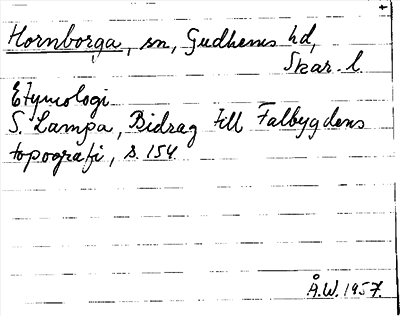 Hornborga, sn, Gudhems hd,
Skar. l.
Etymologi
S. Lampa, Bidrag till Falbygdens
topografi, s. 154.
Å.W. 1957.